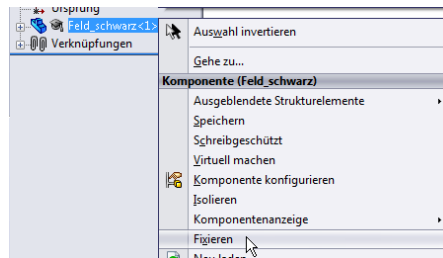 Ursprung
Feld_schwarz<1>
Verknüpfungen
Auswahl invertieren
Gehe zu...
Komponente (Feld_schwarz)
Ausgeblendete Strukturelemente
Speichern
Schreibgeschützt
Virtuell machen
Komponente konfigurieren
Isolieren
Komponentenanzeige
Fixieren
Neu laden